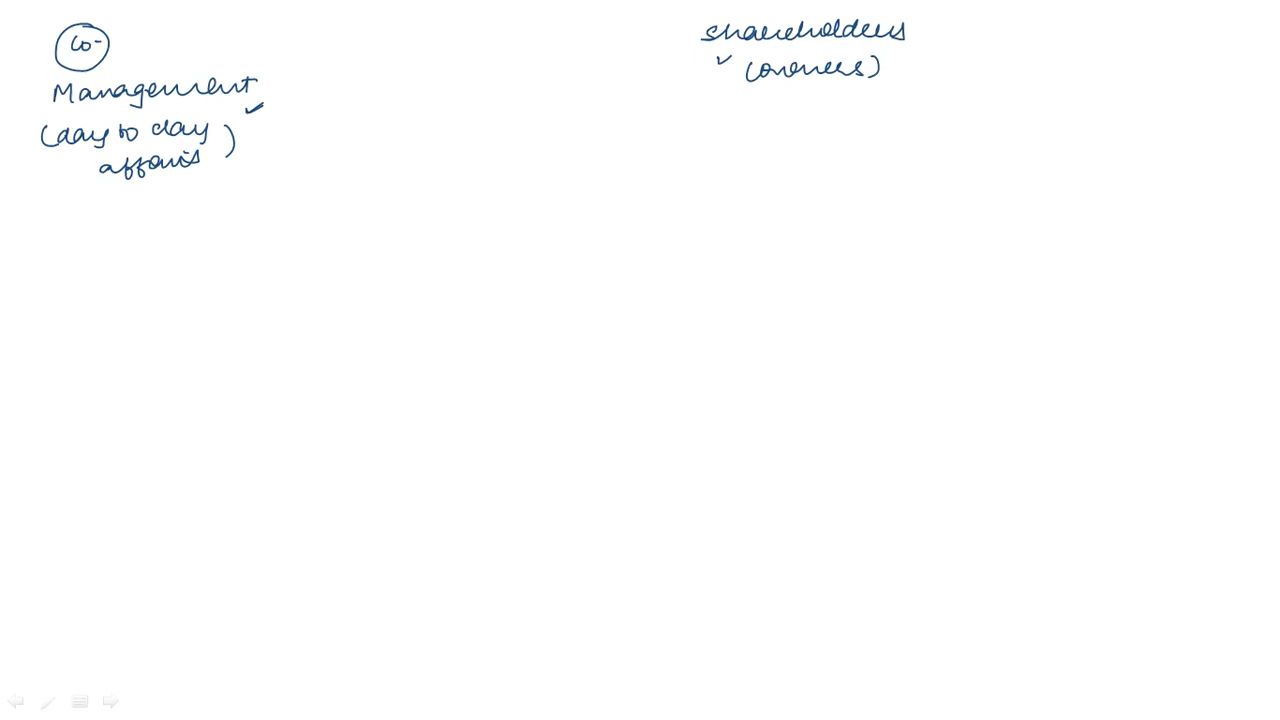 Co-
Management
(day to day
affairs)
shareholders
(owners)